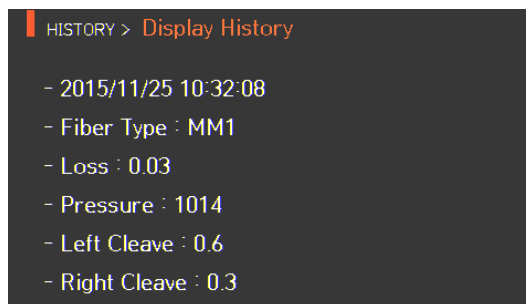 HISTORY > Display History
- 2015/11/25 10:32:08
- Fiber Type : MM1
- Loss : 0.03
- Pressure : 1014
- Left Cleave : 0.6
- Right Cleave : 0.3